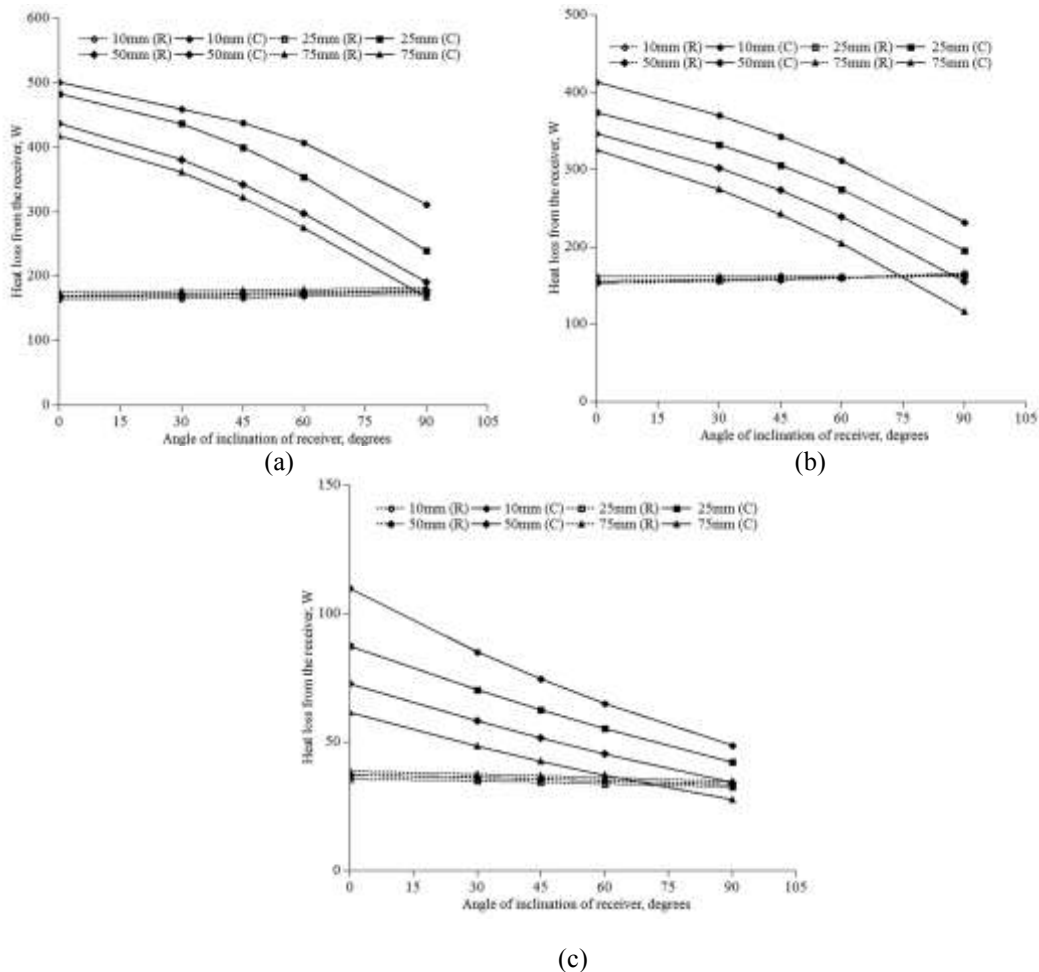 600
10mm (R) 10mm (C) 25mm (R) 25mm (C)
50mm (R) 50mm (C) 75mm (R) 75mm (C)
500
400
300
200
100
0
Heat loss from the receiver, W
0 15 30 45 60 75 90 105
Angle of inclination of receiver, degrees
(a)
500
10mm (R) 10mm (C) 25mm (R) 25mm (C)
50mm (R) 50mm (C) 75mm (R) 75mm (C)
400
300
200
100
0
Heat loss from the receiver, W
0 15 30 45 60 75 90 105
Angle of inclination of receiver, degrees
(b)
150
10mm (R) 10mm (C) 25mm (R) 25mm (C)
50mm (R) 50mm (C) 75mm (R) 75mm (C)
100
50
0
Heat loss from the receiver, W
0 15 30 45 60 75 90 105
Angle of inclination of receiver, degrees
(c)